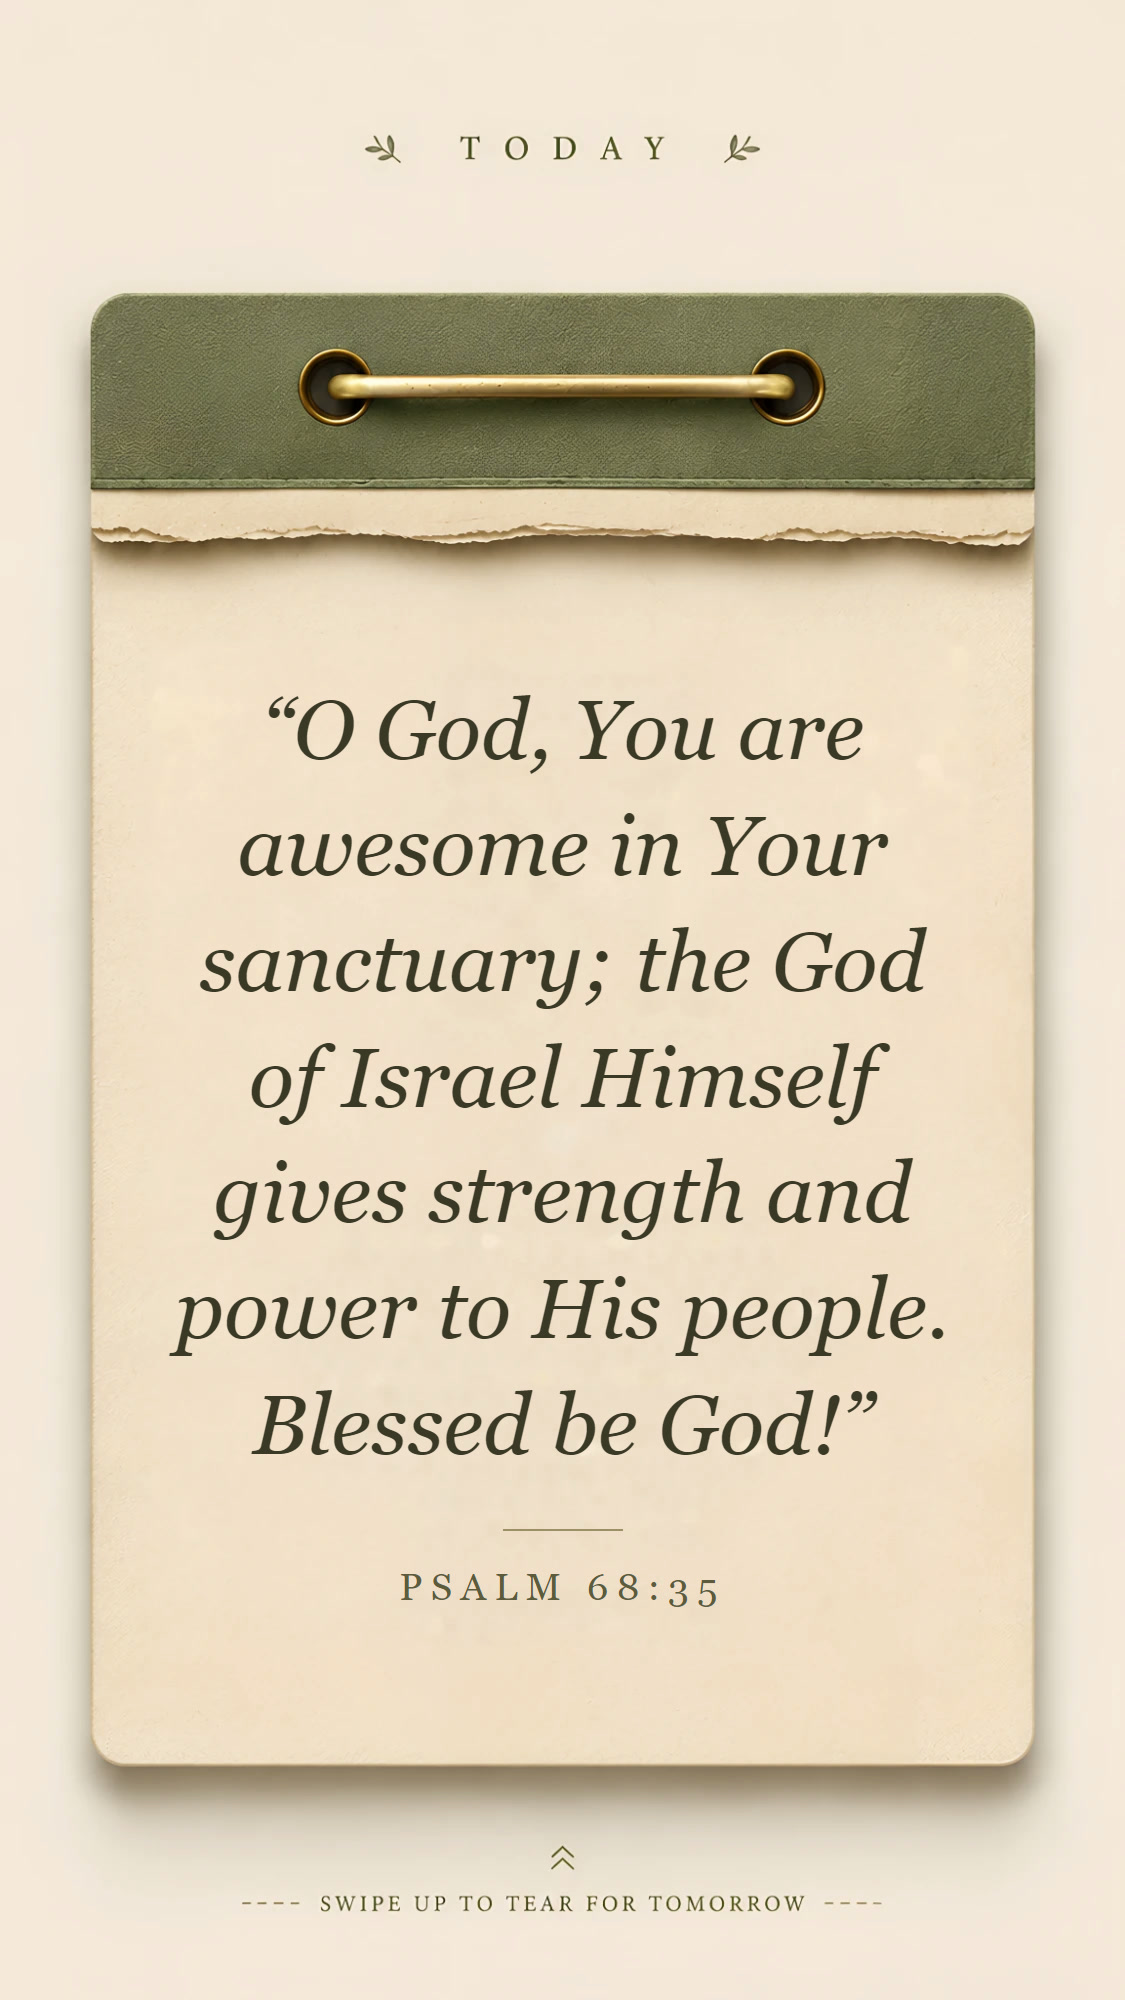 TODAY
“O God, You are
awesome in Your
sanctuary; the God
of Israel Himself
gives strength and
power to His people.
Blessed be God!”
PSALM 68:35
SWIPE UP TO TEAR FOR TOMORROW